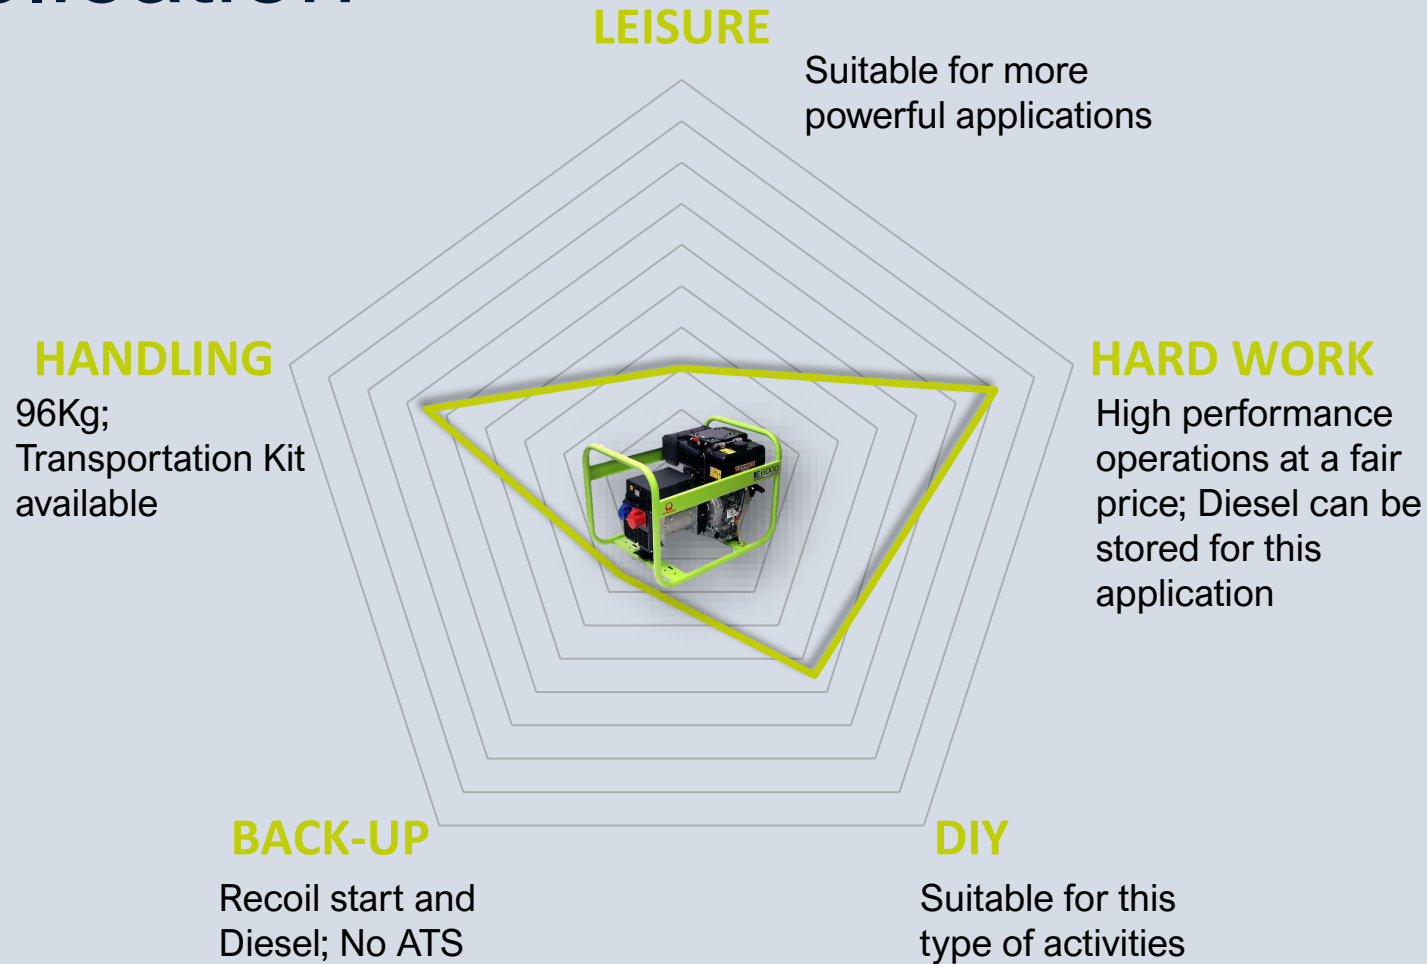 LEISURE
Suitable for more
powerful applications
HANDLING
96Kg;
Transportation Kit
available
HARD WORK
High performance
operations at a fair
price; Diesel can be
stored for this
application
E6000
BACK-UP
Recoil start and
Diesel; No ATS
DIY
Suitable for this
type of activities